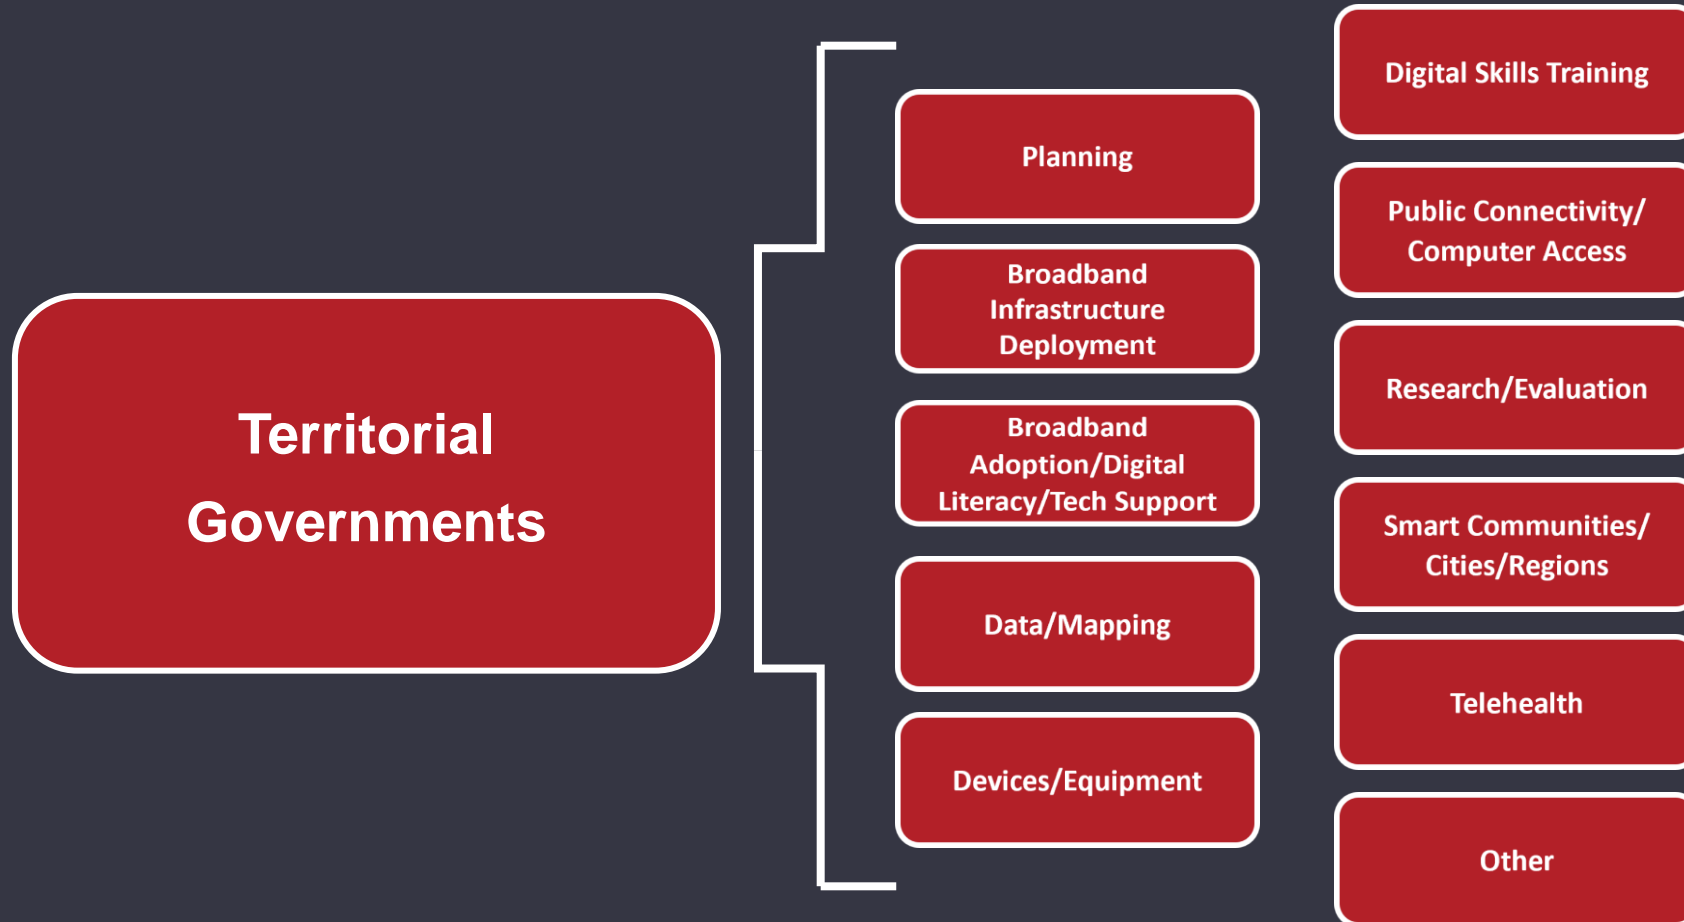 Territorial
Governments
Planning
Broadband
Infrastructure
Deployment
Broadband
Adoption/Digital
Literacy/Tech Support
Data/Mapping
Devices/Equipment
Digital Skills Training
Public Connectivity/
Computer Access
Research/Evaluation
Smart Communities/
Cities/Regions
Telehealth
Other